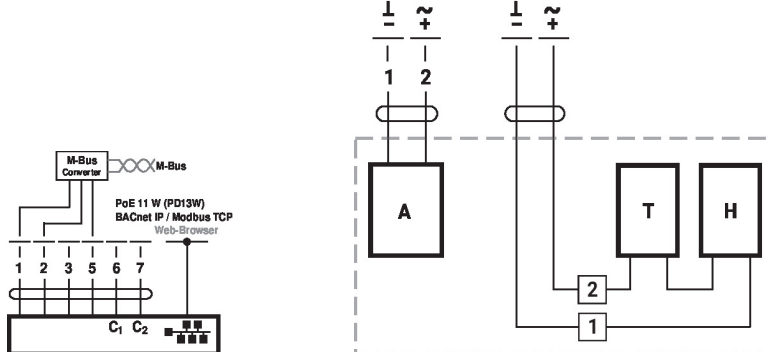 ⊥ ~ ⊥ ~
− + − +
1 2
M-Bus
Converter
M-Bus
PoE 11 W (PD13W)
BACnet IP / Modbus TCP
Web-Browser
A
T
H
1 2 3 5 6 7
2
C1 C2
1